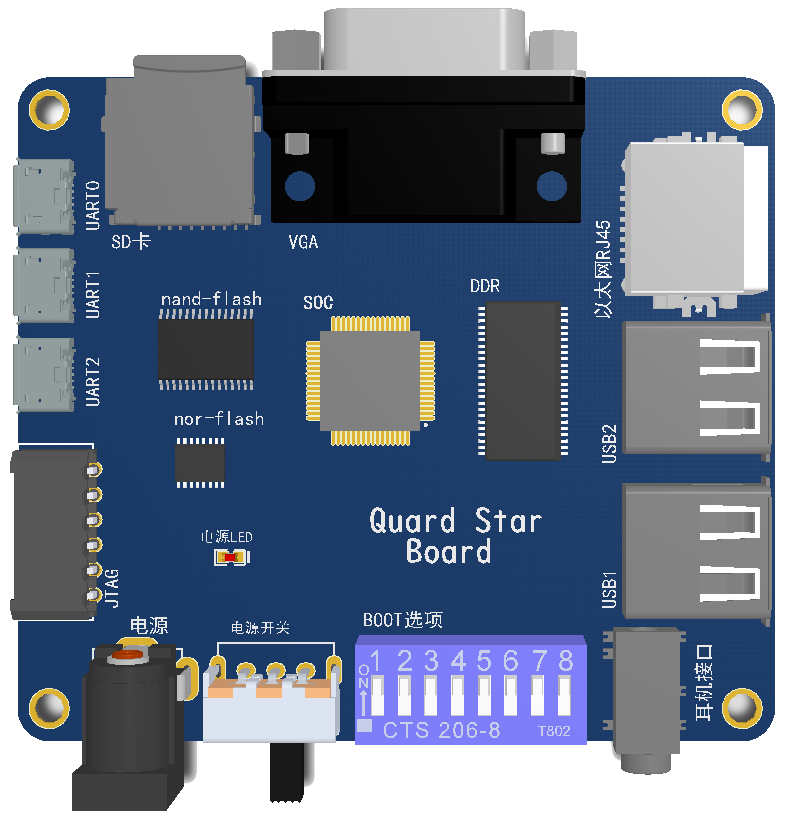 UART0
UART1
UART2
SD卡
VGA
以太网RJ45
nand-flash
SOC
DDR
nor-flash
USB2
Quard Star
Board
电源LED
JTAG
USB1
电源
电源开关
BOOT选项
ON
1 2 3 4 5 6 7 8
CTS 206-8
T802
耳机接口